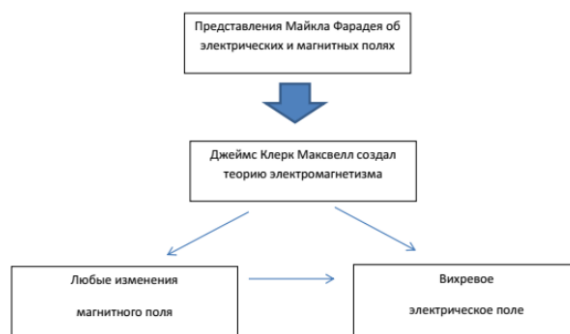 Представления Майкла Фарадея об
электрических и магнитных полях
Джеймс Клерк Максвелл создал
теорию электромагнетизма
Любые изменения
магнитного поля
Вихревое
электрическое поле